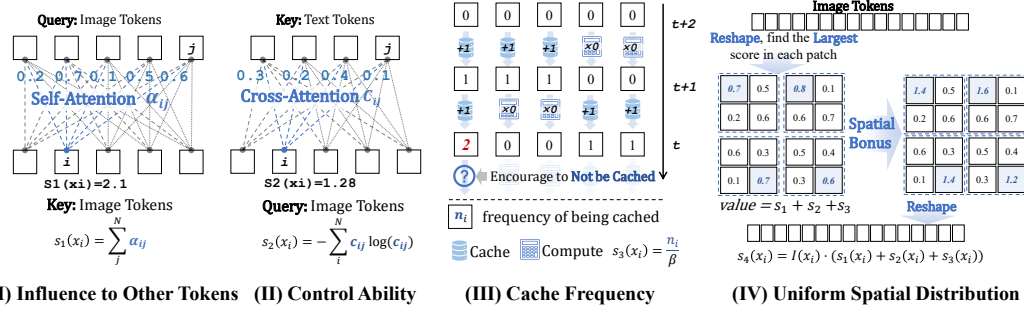 Query: Image Tokens
j
0.2 0.7 0.1 0.5 0.6
Self-Attention αij
i
S1(xi)=2.1
Key: Image Tokens
s₁(xᵢ) = ∑ⱼᴺ αᵢⱼ
I) Influence to Other Tokens
Key: Text Tokens
j
0.3 0.2 0.4 0.1
Cross-Attention Cij
i
S2(xi)=1.28
Query: Image Tokens
s₂(xᵢ) = − ∑ᵢᴺ cᵢⱼ log(cᵢⱼ)
(II) Control Ability
0 0 0 0 0
t+2
+1 +1 +1 ×0 ×0
1 1 1 0 0
t+1
+1 ×0 ×0 +1 +1
2 0 0 1 1
t
? Encourage to Not be Cached
nᵢ frequency of being cached
Cache Compute s₃(xᵢ) = nᵢ/β
(III) Cache Frequency
Image Tokens
Reshape, find the Largest
score in each patch
0.7 0.5 0.8 0.1
0.2 0.6 0.6 0.7
0.6 0.3 0.5 0.4
0.1 0.7 0.3 0.6
value = s₁ + s₂ +s₃
Spatial
Bonus
1.4 0.5 1.6 0.1
0.2 0.6 0.6 0.7
0.6 0.3 0.5 0.4
0.1 1.4 0.3 1.2
Reshape
s₄(xᵢ) = I(xᵢ) · (s₁(xᵢ) + s₂(xᵢ) + s₃(xᵢ))
(IV) Uniform Spatial Distribution